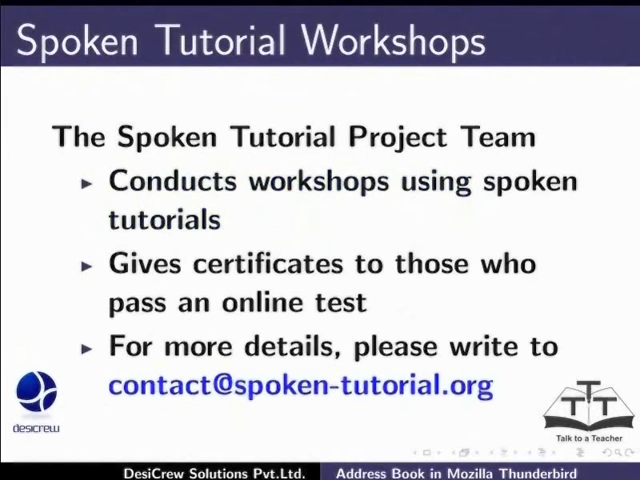 Spoken Tutorial Workshops
The Spoken Tutorial Project Team
▶ Conducts workshops using spoken
tutorials
▶ Gives certificates to those who
pass an online test
▶ For more details, please write to
contact@spoken-tutorial.org
desicrew
TTT
Talk to a Teacher
DesiCrew Solutions Pvt.Ltd. Address Book in Mozilla Thunderbird